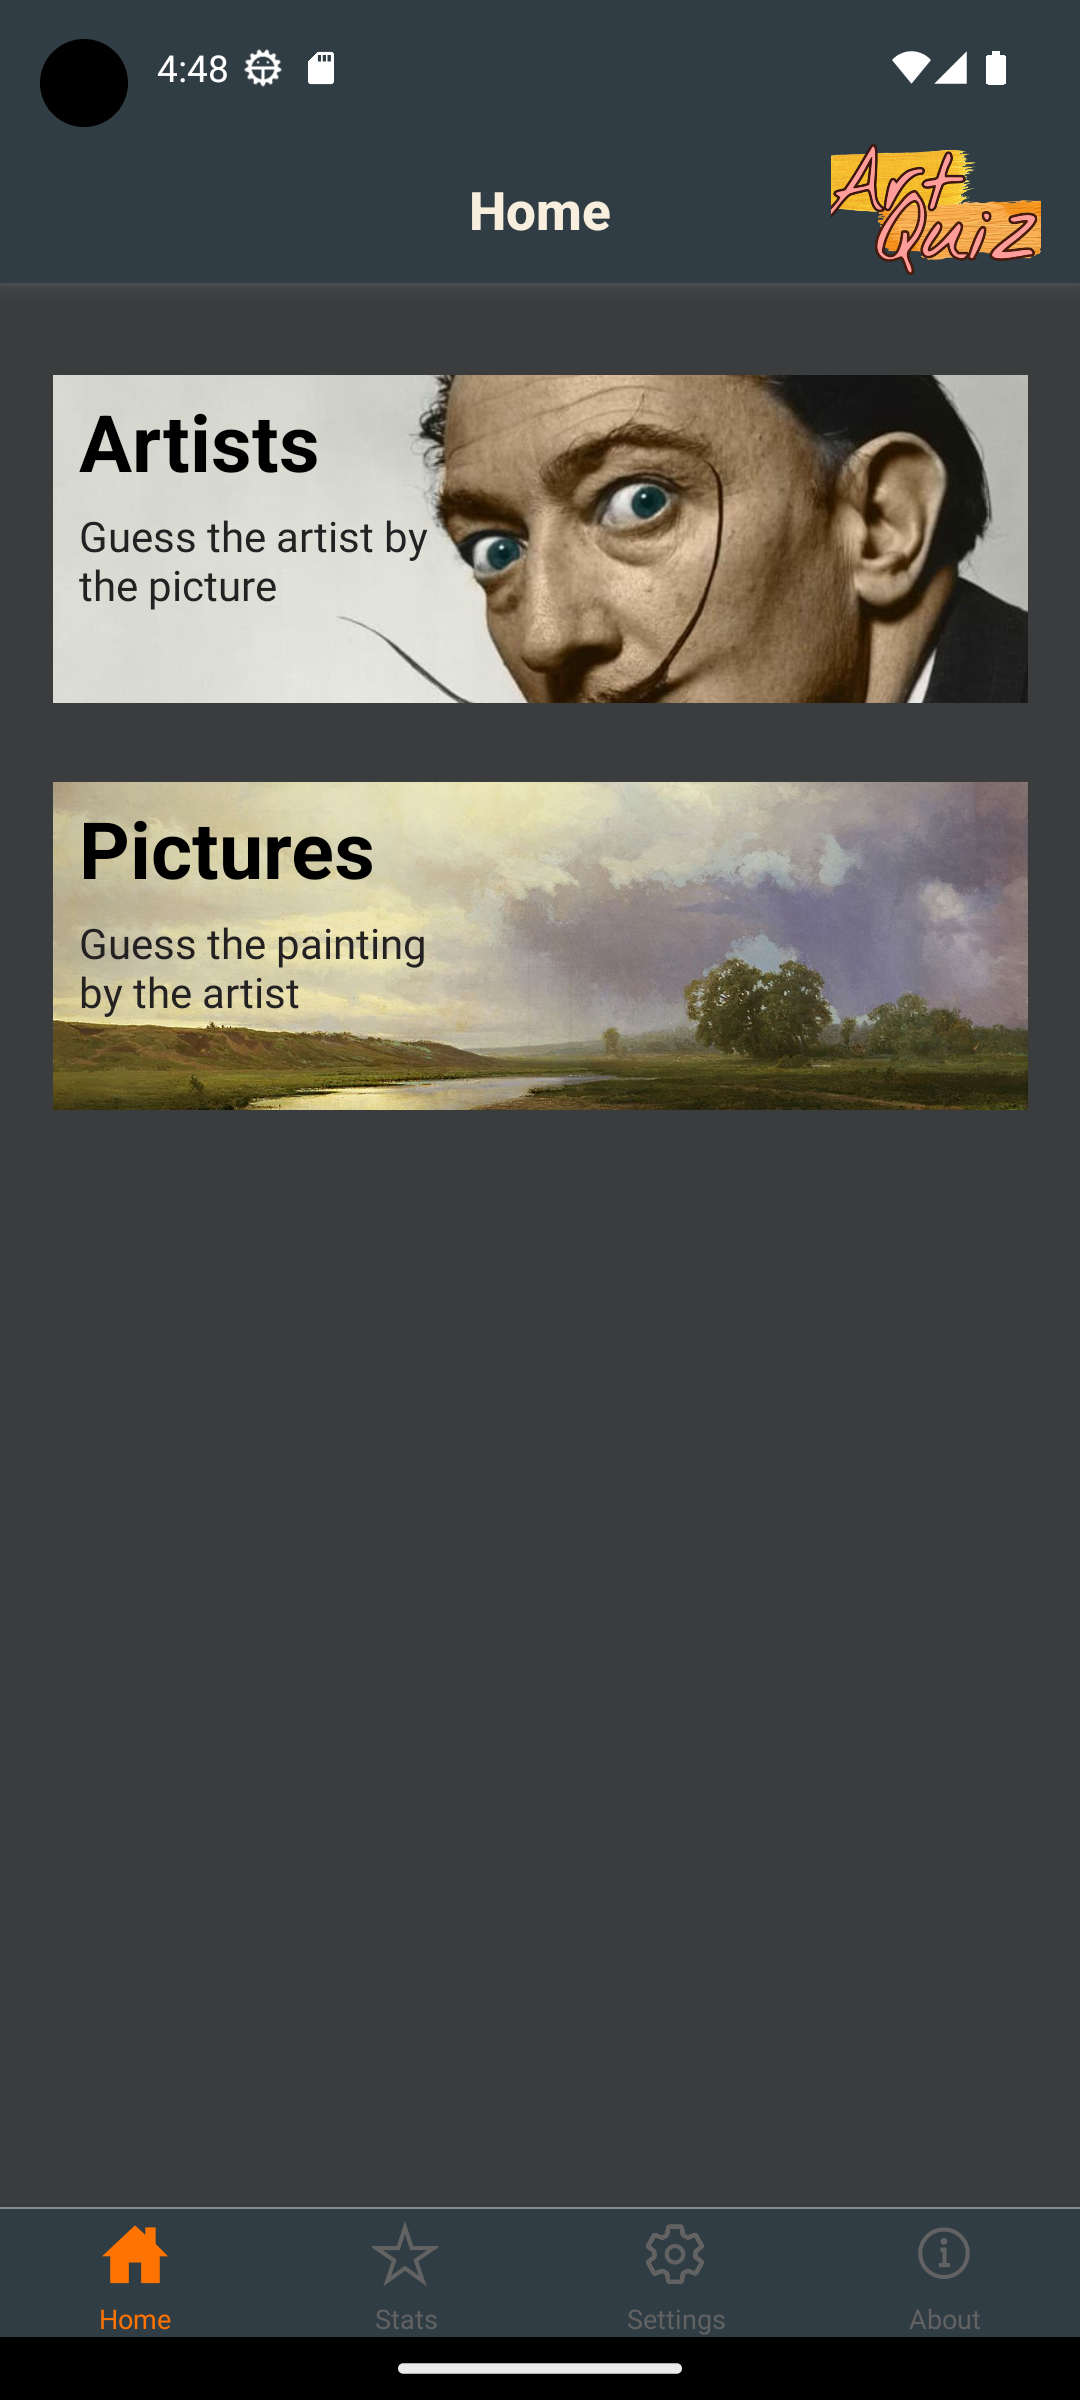 4:48
Home
Art
Quiz
Artists
Guess the artist by
the picture
Pictures
Guess the painting
by the artist
Home
Stats
Settings
About